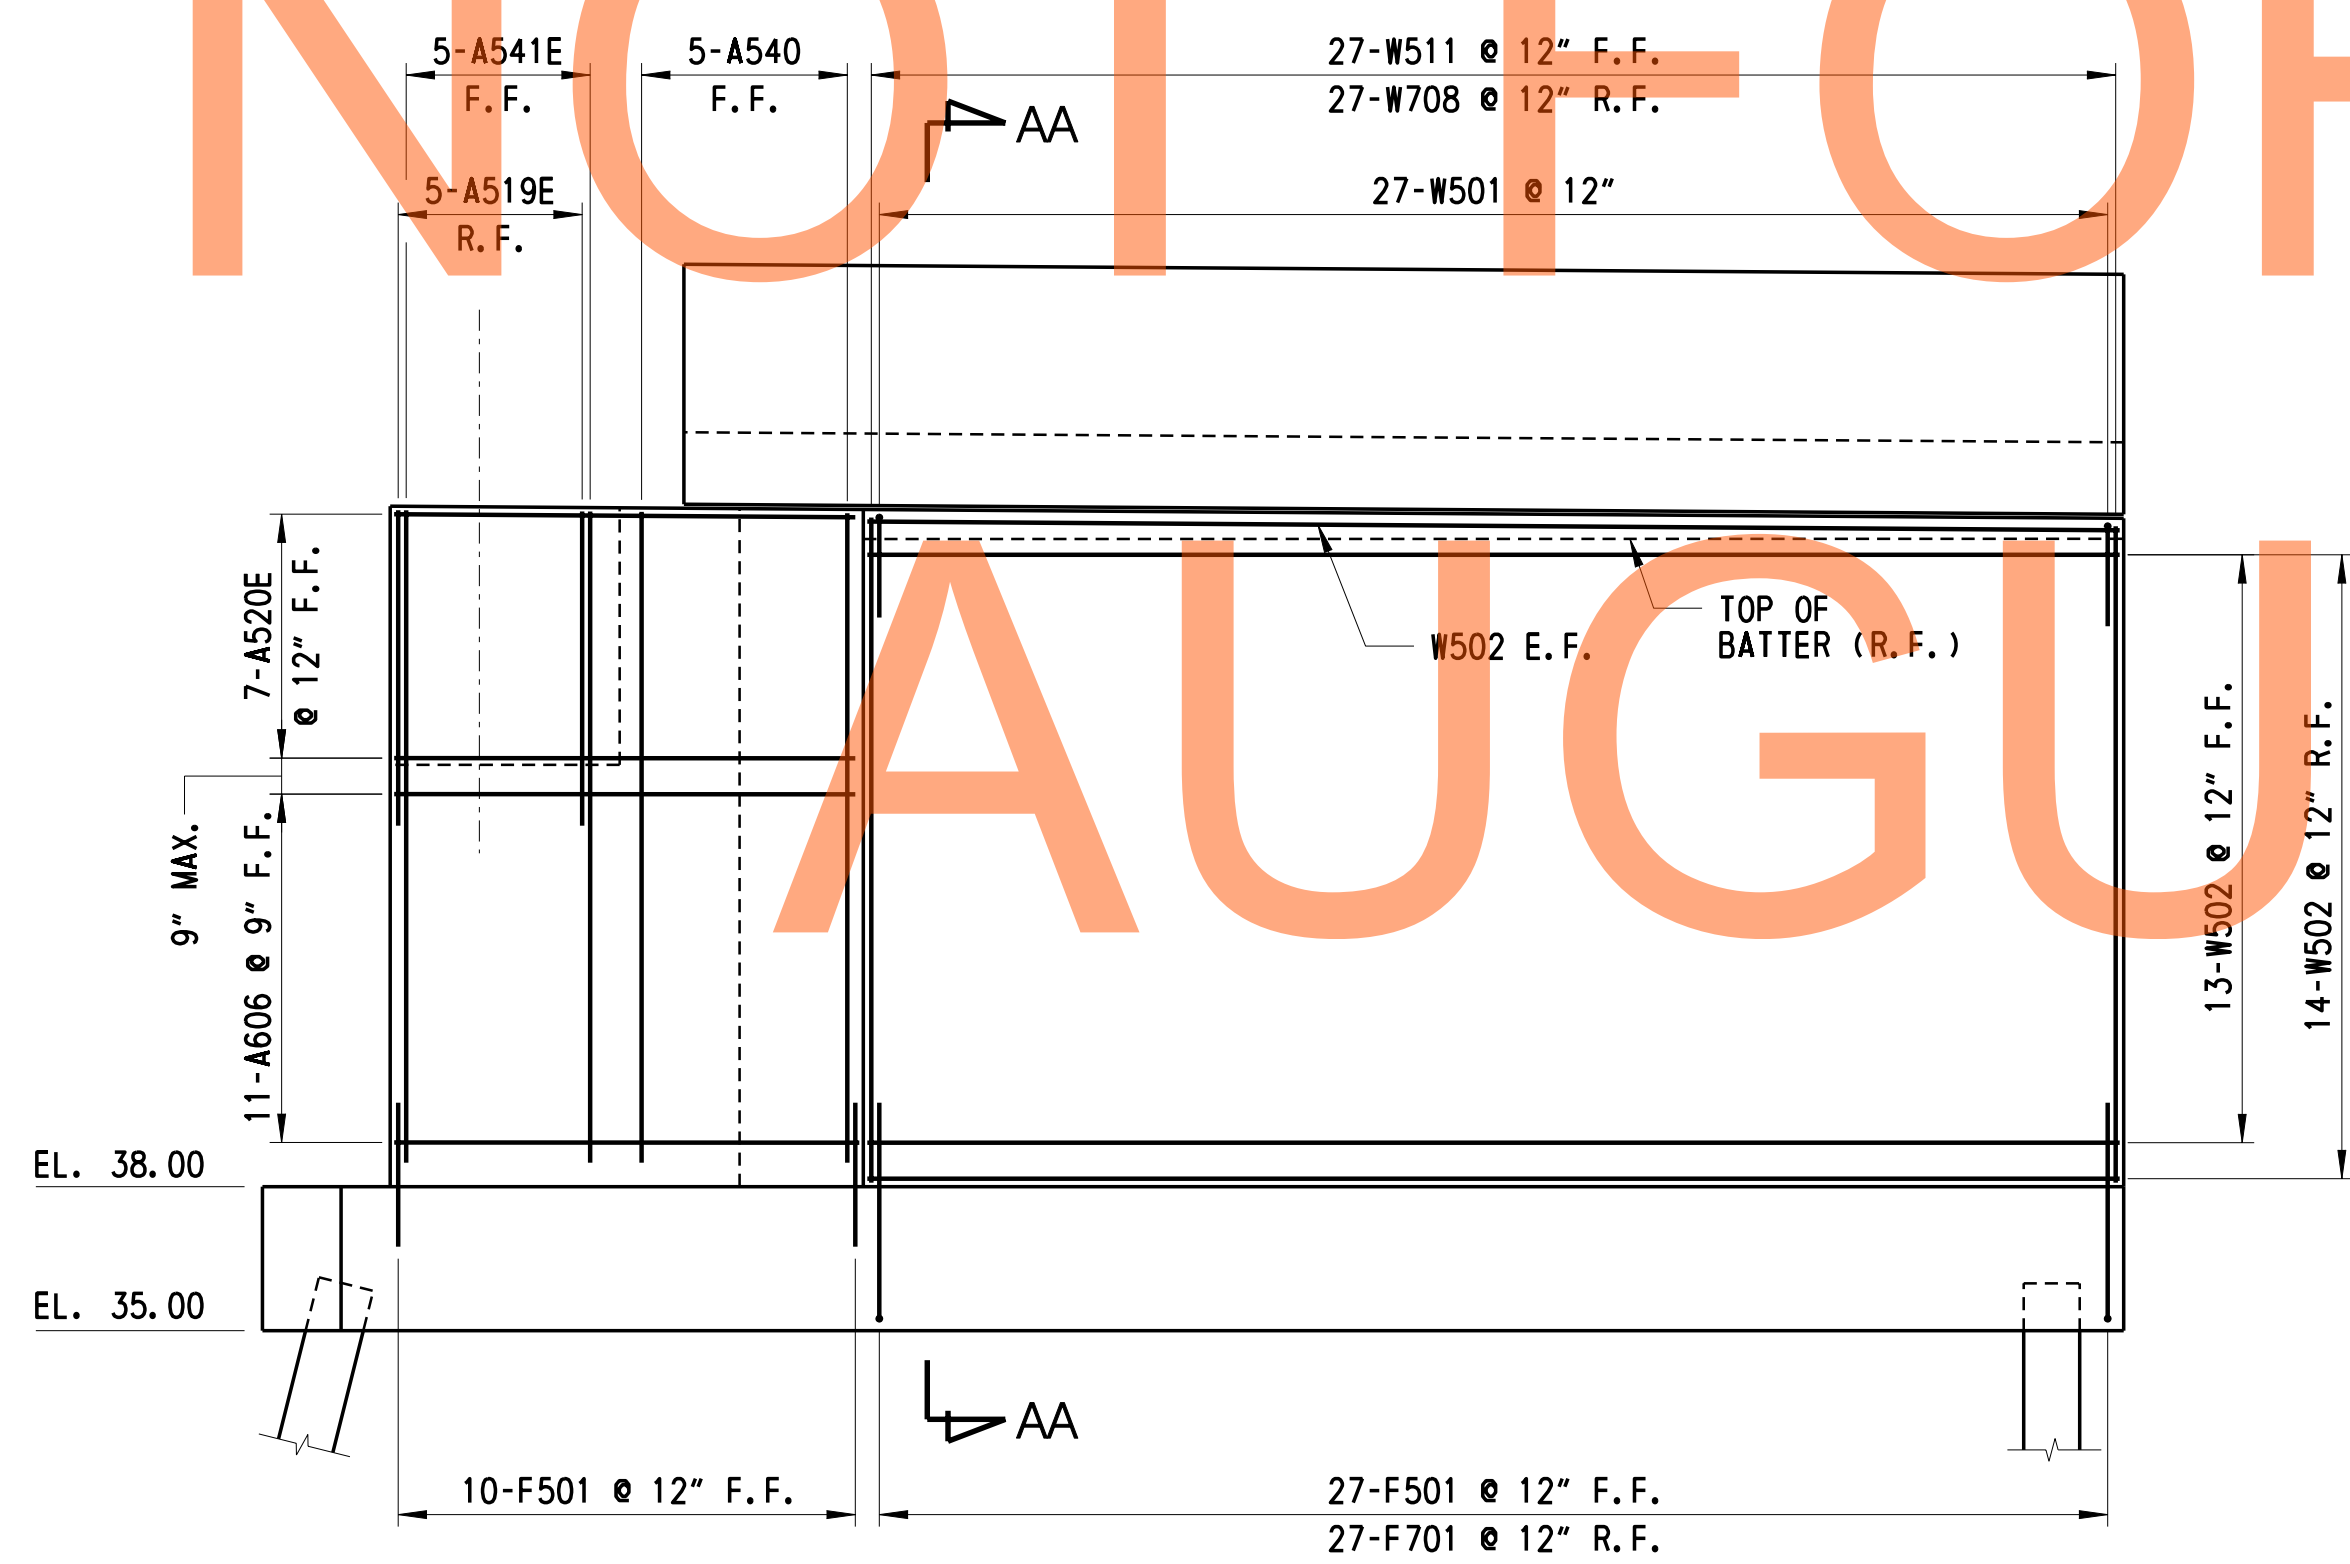 NOT FOR
5-A541E
F.F.
5-A540
F.F.
27-W511 @ 12" F.F.
27-W708 @ 12" R.F.
AA
5-A519E
R.F.
27-W501 @ 12"
AUGU
7-A520E
@ 12" F.F.
TOP OF
BATTER (R.F.)
W502 E.F.
9" MAX.
11-A606 @ 9" F.F.
13-W502 @ 12" F.F.
14-W502 @ 12" R.F.
EL. 38.00
EL. 35.00
AA
10-F501 @ 12" F.F.
27-F501 @ 12" F.F.
27-F701 @ 12" R.F.